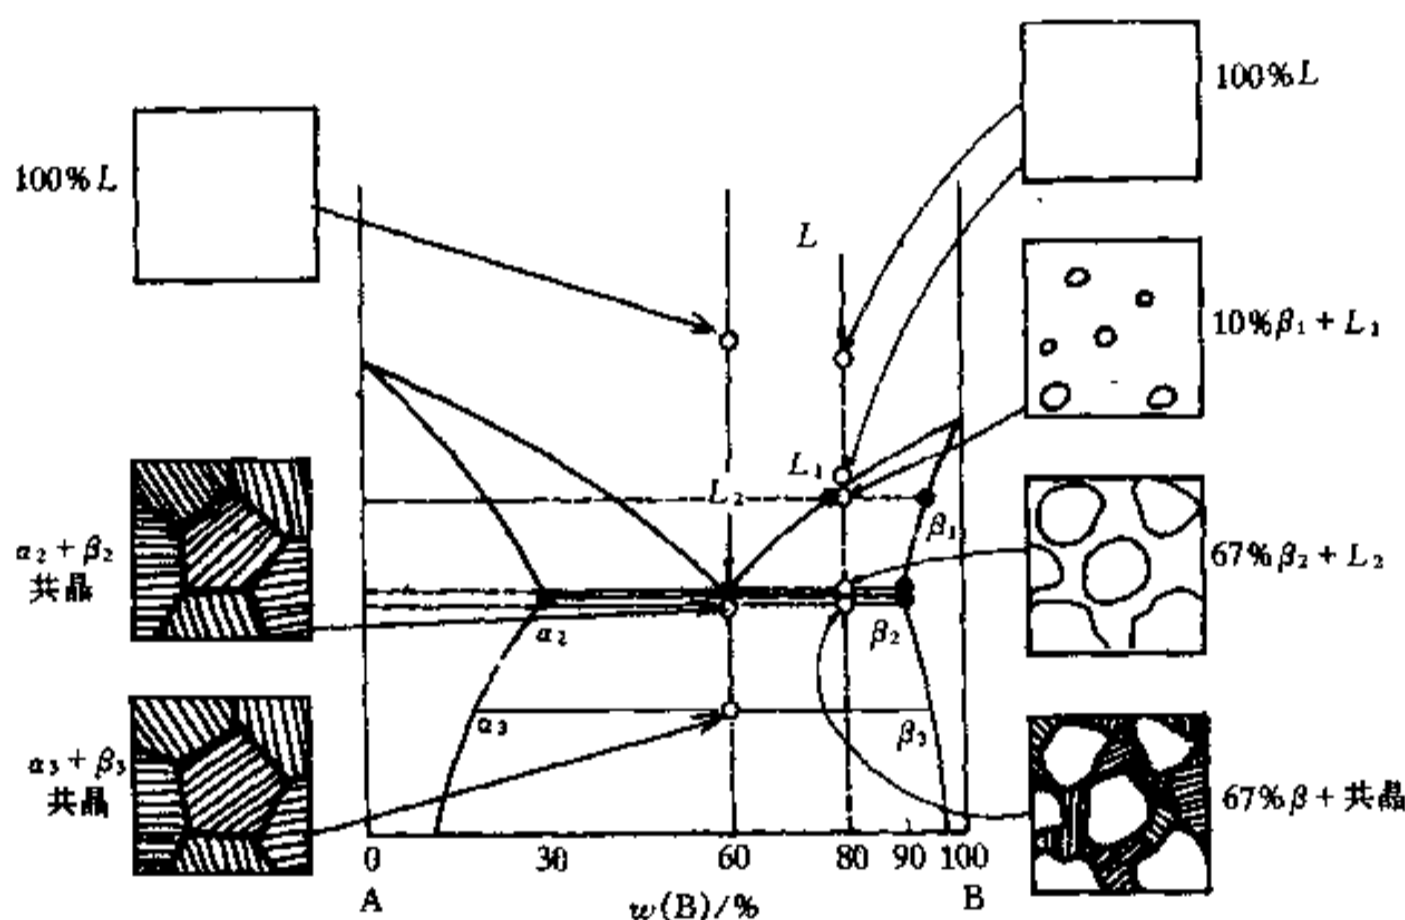 100%L
100%L
L
10%β₁ + L₁
L₁
L₂
β₁
α₂ + β₂
共晶
67%β₂ + L₂
α₂
β₂
α₃
β₃
α₃ + β₃
共晶
67%β + 共晶
0 30 60 80 90 100
A
w(B)/%
B